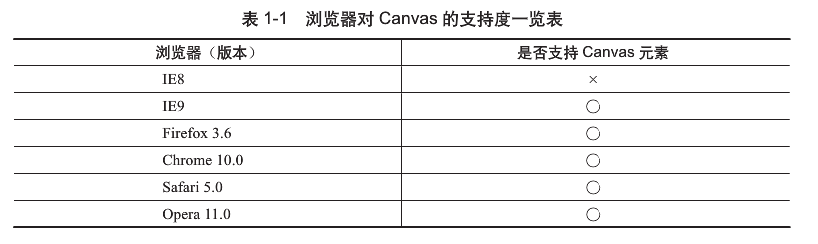 表 1-1 浏览器对 Canvas 的支持度一览表
浏览器（版本） 是否支持 Canvas 元素
IE8 ×
IE9 ○
Firefox 3.6 ○
Chrome 10.0 ○
Safari 5.0 ○
Opera 11.0 ○